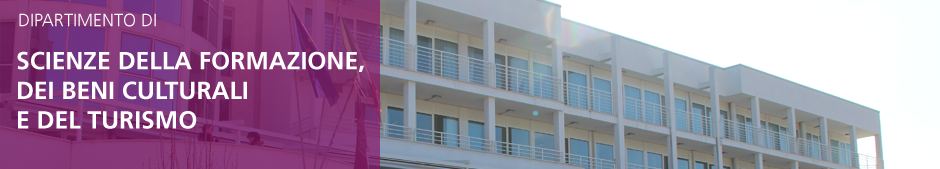 DIPARTIMENTO DI
SCIENZE DELLA FORMAZIONE,
DEI BENI CULTURALI
E DEL TURISMO